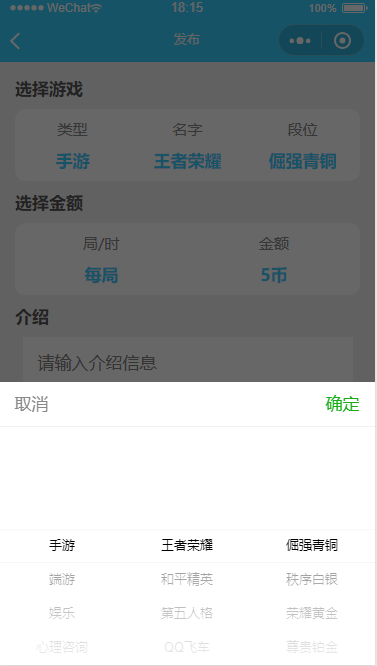 ●●●●● WeChat 18:15 100%
发布
选择游戏
类型 名字 段位
手游 王者荣耀 倔强青铜
选择金额
局/时 金额
每局 5币
介绍
请输入介绍信息
取消 确定
手游 王者荣耀 倔强青铜
端游 和平精英 秩序白银
娱乐 第五人格 荣耀黄金
心理咨询 QQ飞车 尊贵铂金